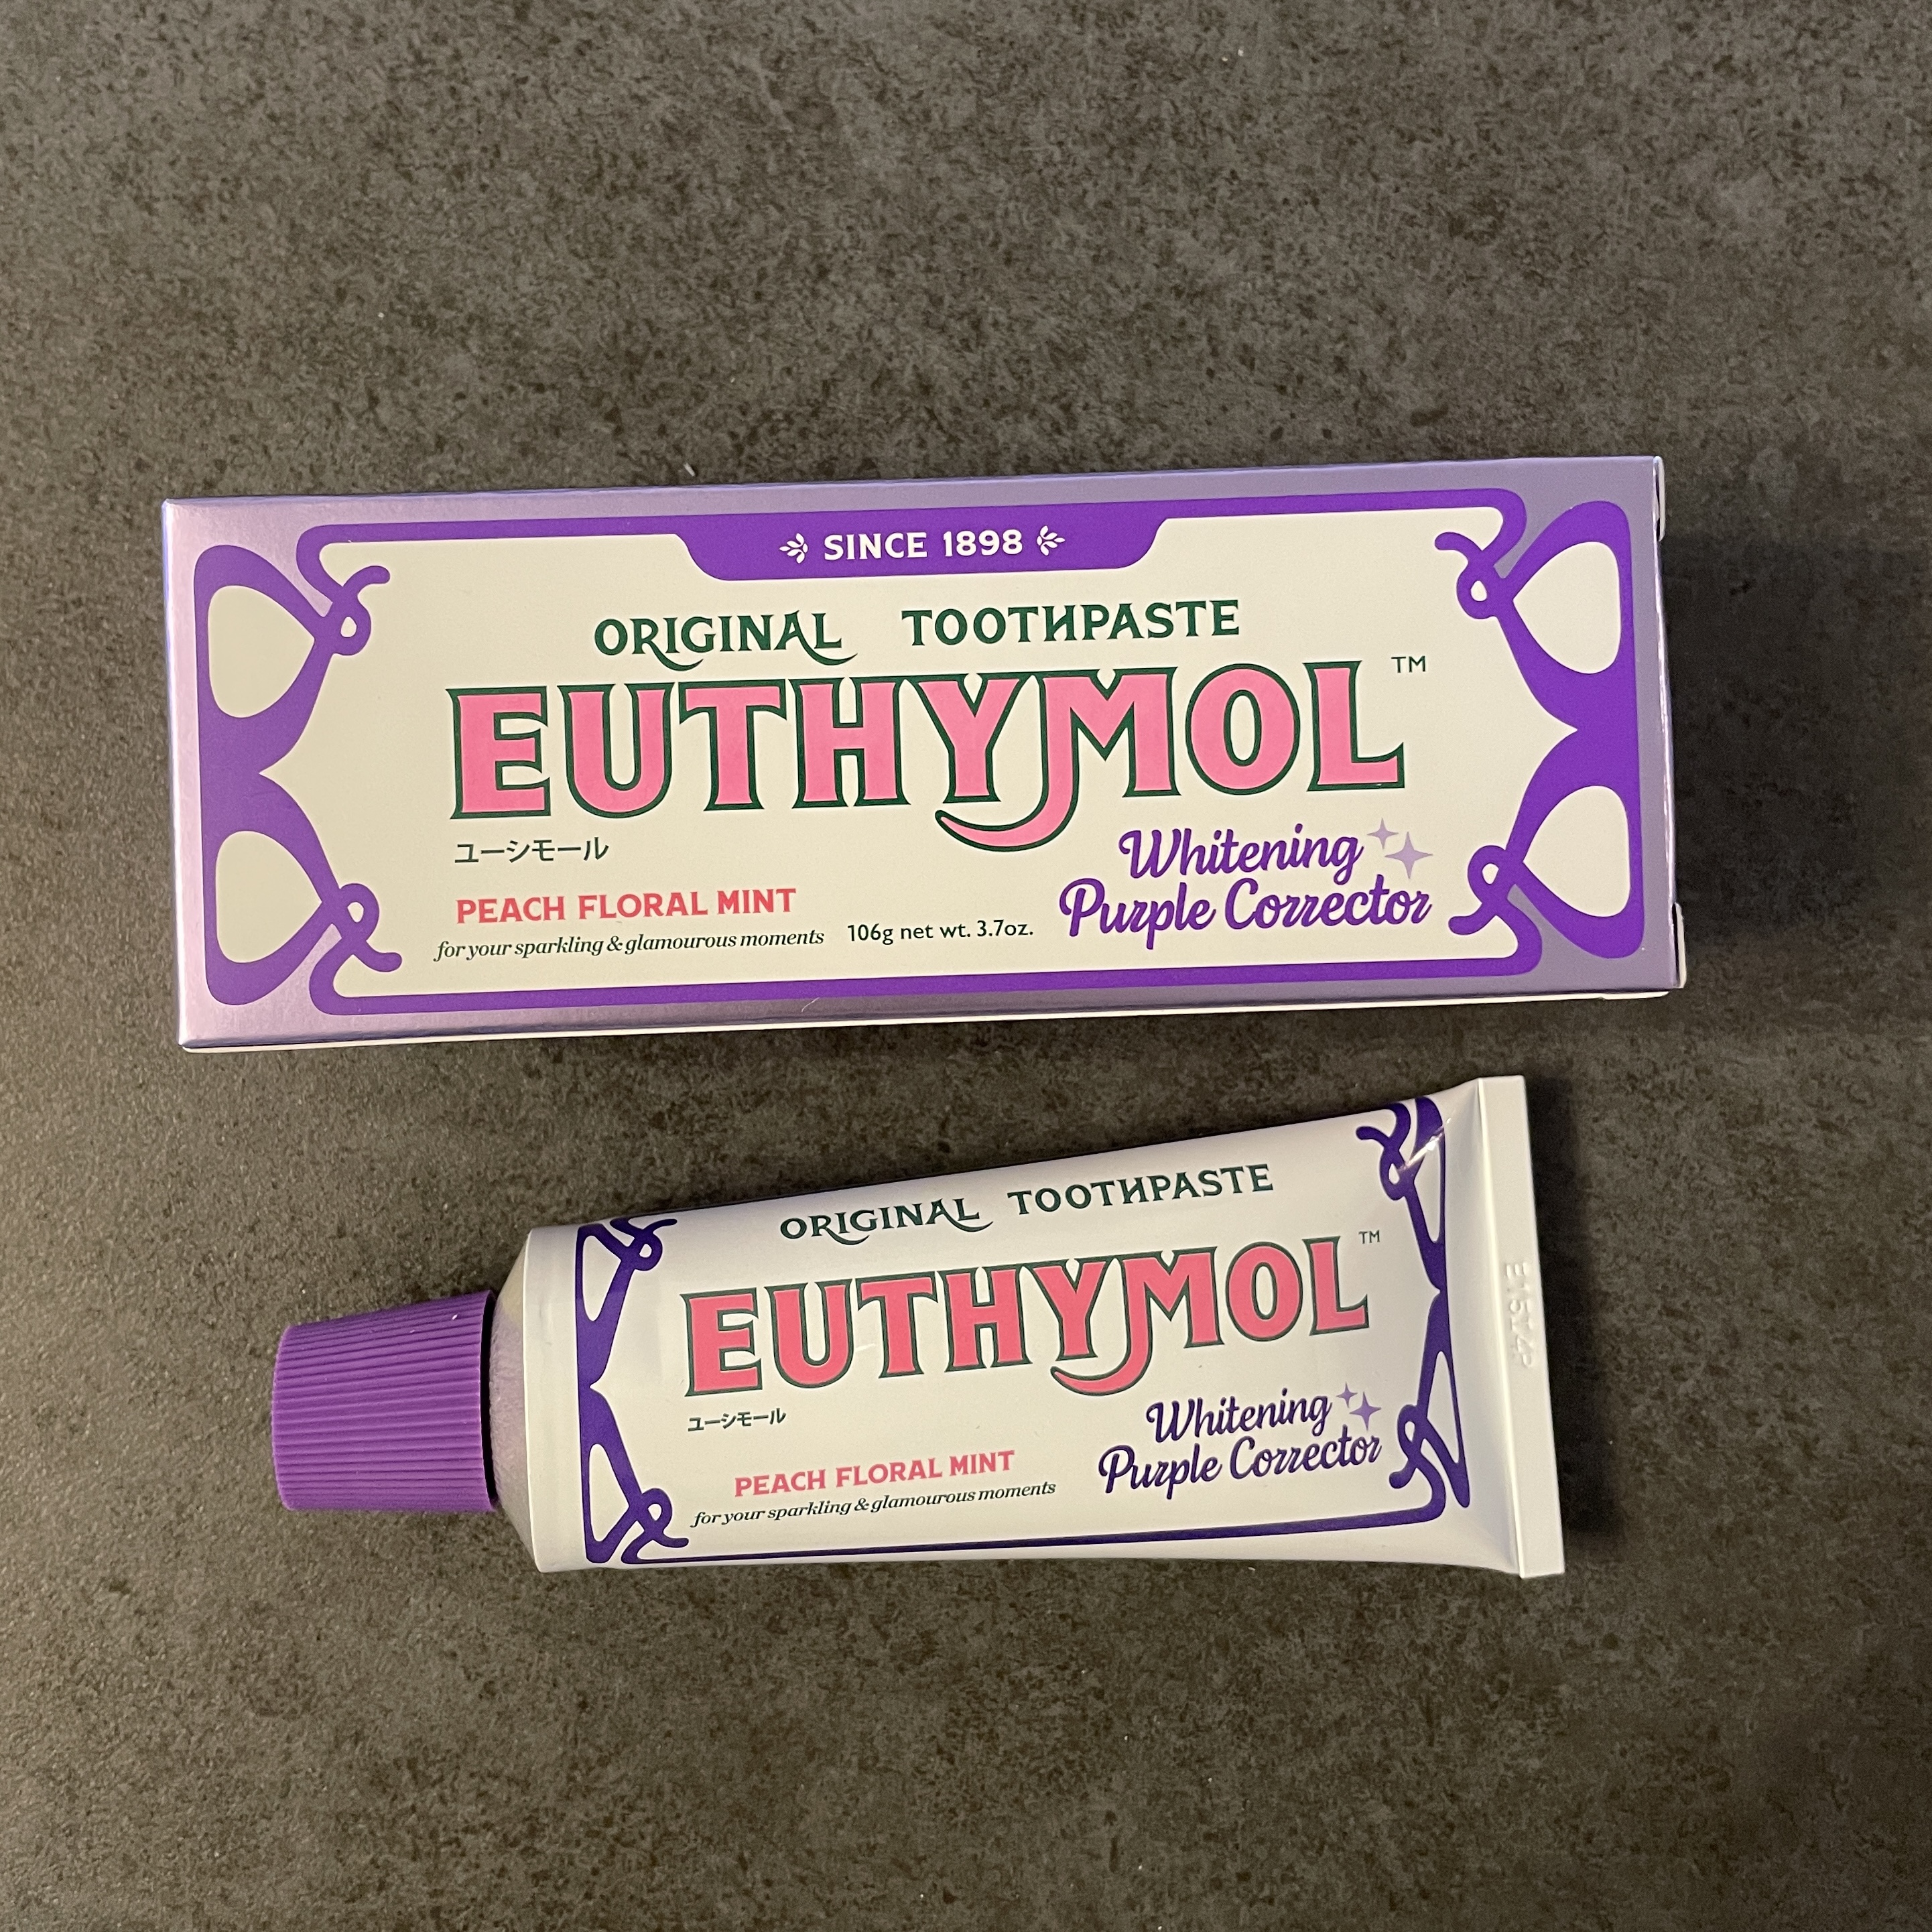 SINCE 1898
ORIGINAL TOOTHPASTE
EUTHYMOL™
ユーシモール
Whitening
Purple Corrector
PEACH FLORAL MINT
for your sparkling & glamourous moments
106g net wt. 3.7oz.
ORIGINAL TOOTHPASTE
EUTHYMOL™
ユーシモール
Whitening
Purple Corrector
PEACH FLORAL MINT
for your sparkling & glamourous moments